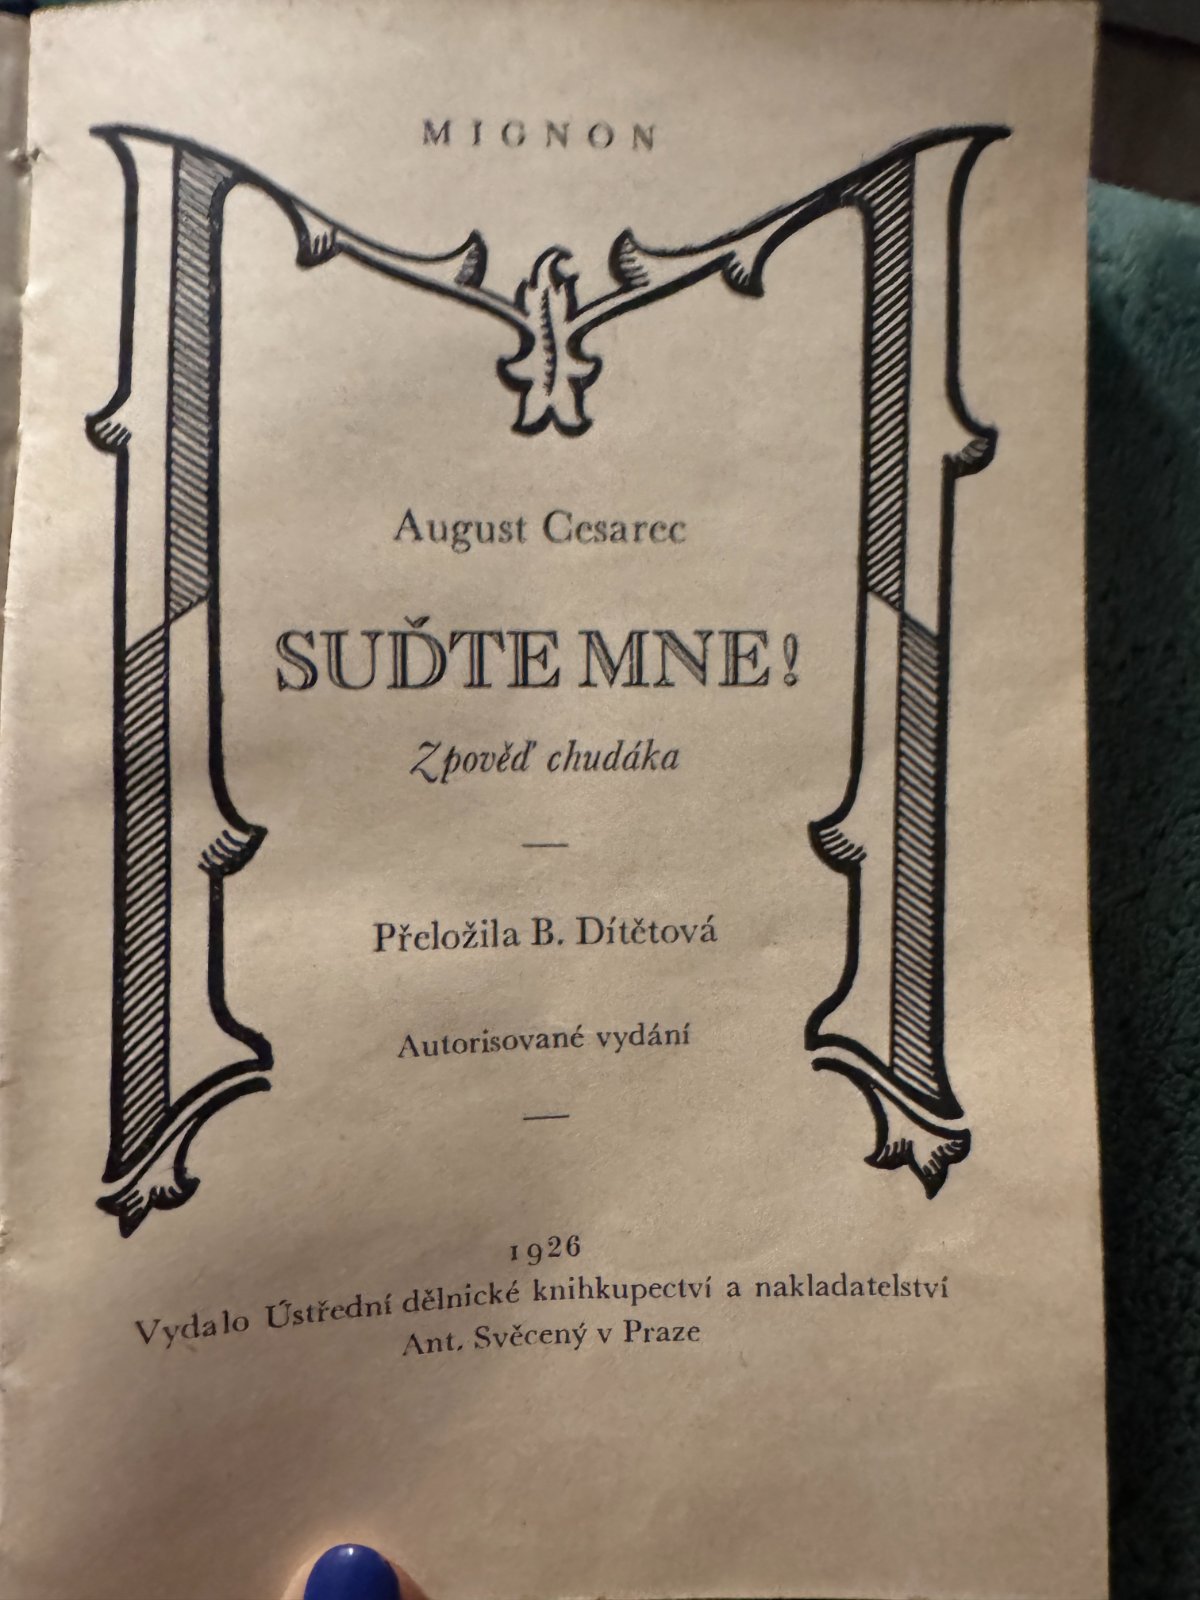 MIGNON
August Cesarec
SUĎTE MNE!
Zpověď chudáka
Přeložila B. Dítětová
Autorisované vydání
1926
Vydalo Ústřední dělnické knihkupectví a nakladatelství
Ant. Svěcený v Praze